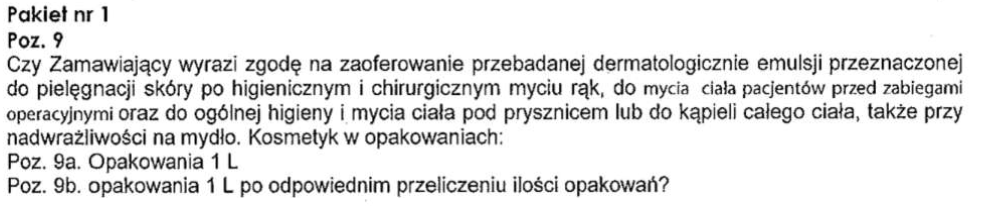 Pakiet nr 1
Poz. 9
Czy Zamawiający wyrazi zgodę na zaoferowanie przebadanej dermatologicznie emulsji przeznaczonej
do pielęgnacji skóry po higienicznym i chirurgicznym myciu rąk, do mycia ciała pacjentów przed zabiegami
operacyjnymi oraz do ogólnej higieny i mycia ciała pod prysznicem lub do kąpieli całego ciała, także przy
nadwrażliwości na mydło. Kosmetyk w opakowaniach:
Poz. 9a. Opakowania 1 L
Poz. 9b. opakowania 1 L po odpowiednim przeliczeniu ilości opakowań?